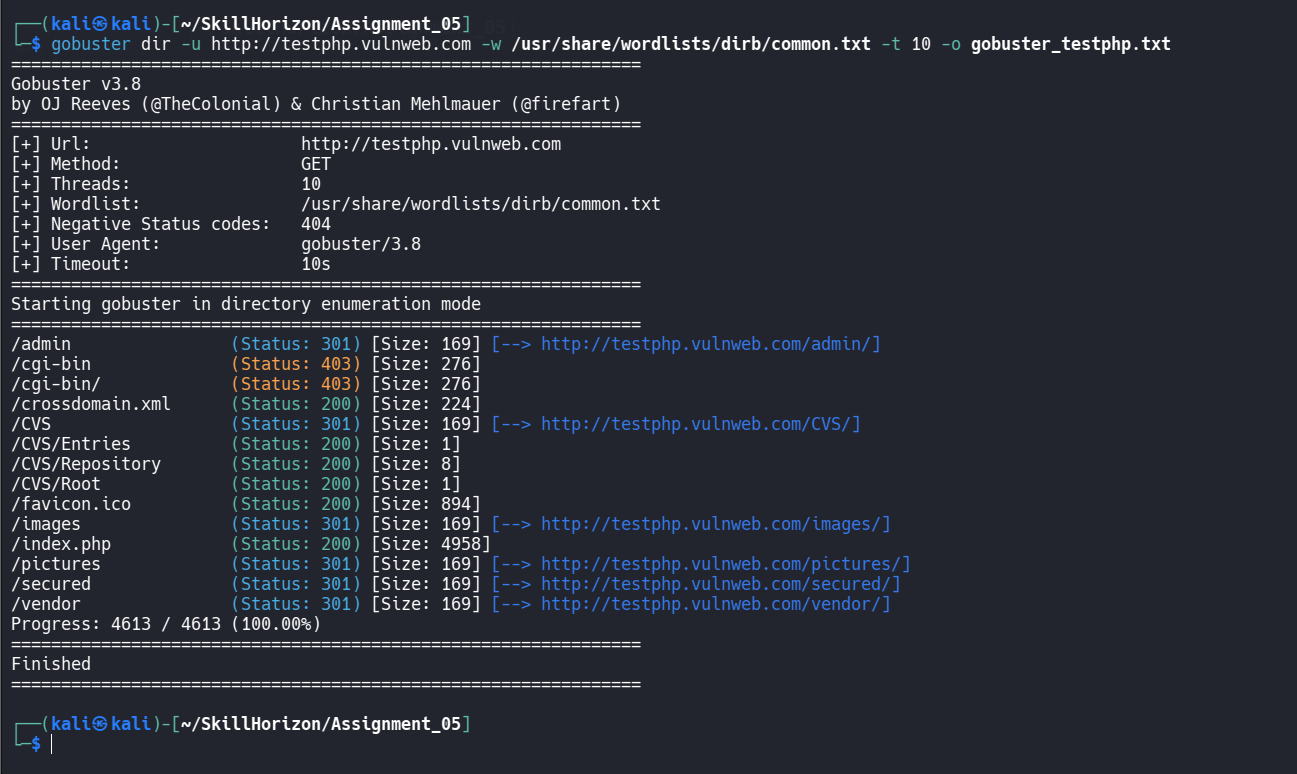 ┌──(kali㉿kali)-[~/SkillHorizon/Assignment_05]
└─$ gobuster dir -u http://testphp.vulnweb.com -w /usr/share/wordlists/dirb/common.txt -t 10 -o gobuster_testphp.txt
===============================================================
Gobuster v3.8
by OJ Reeves (@TheColonial) & Christian Mehlmauer (@firefart)
===============================================================
[+] Url:                     http://testphp.vulnweb.com
[+] Method:                  GET
[+] Threads:                 10
[+] Wordlist:                /usr/share/wordlists/dirb/common.txt
[+] Negative Status codes:   404
[+] User Agent:              gobuster/3.8
[+] Timeout:                 10s
===============================================================
Starting gobuster in directory enumeration mode
===============================================================
/admin                (Status: 301) [Size: 169] [--> http://testphp.vulnweb.com/admin/]
/cgi-bin              (Status: 403) [Size: 276]
/cgi-bin/             (Status: 403) [Size: 276]
/crossdomain.xml      (Status: 200) [Size: 224]
/CVS                  (Status: 301) [Size: 169] [--> http://testphp.vulnweb.com/CVS/]
/CVS/Entries          (Status: 200) [Size: 1]
/CVS/Repository       (Status: 200) [Size: 8]
/CVS/Root             (Status: 200) [Size: 1]
/favicon.ico          (Status: 200) [Size: 894]
/images               (Status: 301) [Size: 169] [--> http://testphp.vulnweb.com/images/]
/index.php            (Status: 200) [Size: 4958]
/pictures             (Status: 301) [Size: 169] [--> http://testphp.vulnweb.com/pictures/]
/secured              (Status: 301) [Size: 169] [--> http://testphp.vulnweb.com/secured/]
/vendor               (Status: 301) [Size: 169] [--> http://testphp.vulnweb.com/vendor/]
Progress: 4613 / 4613 (100.00%)
===============================================================
Finished
===============================================================
┌──(kali㉿kali)-[~/SkillHorizon/Assignment_05]
└─$